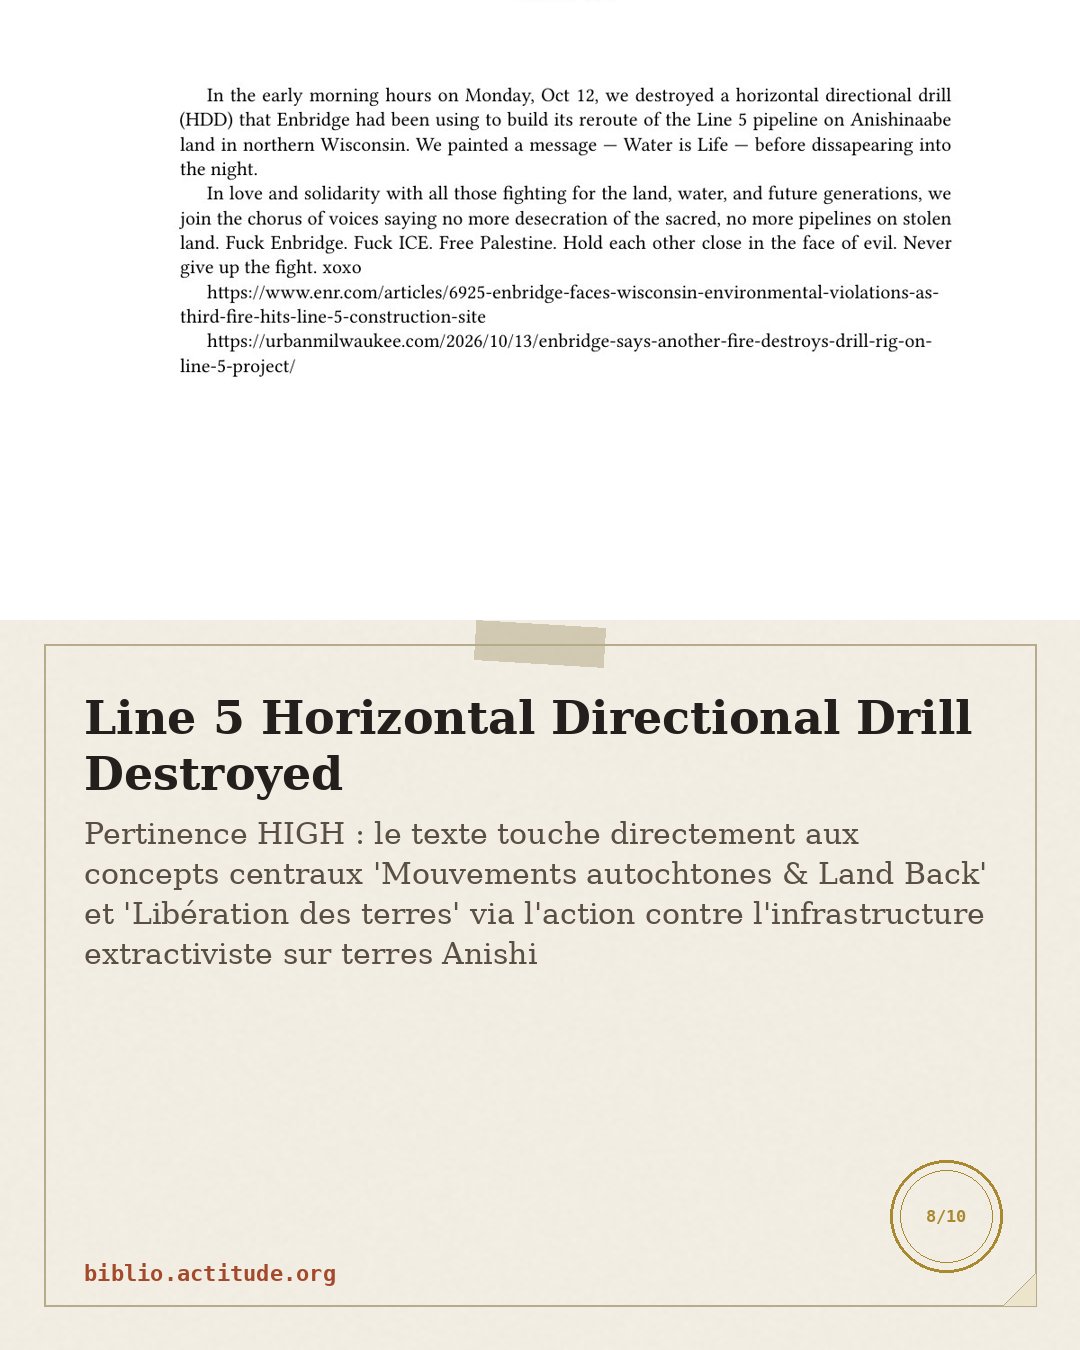 In the early morning hours on Monday, Oct 12, we destroyed a horizontal directional drill
(HDD) that Enbridge had been using to build its reroute of the Line 5 pipeline on Anishinaabe
land in northern Wisconsin. We painted a message — Water is Life — before dissapearing into
the night.
In love and solidarity with all those fighting for the land, water, and future generations, we
join the chorus of voices saying no more desecration of the sacred, no more pipelines on stolen
land. Fuck Enbridge. Fuck ICE. Free Palestine. Hold each other close in the face of evil. Never
give up the fight. xoxo
https://www.enr.com/articles/6925-enbridge-faces-wisconsin-environmental-violations-as-
third-fire-hits-line-5-construction-site
https://urbanmilwaukee.com/2026/10/13/enbridge-says-another-fire-destroys-drill-rig-on-
line-5-project/
Line 5 Horizontal Directional Drill
Destroyed
Pertinence HIGH : le texte touche directement aux
concepts centraux 'Mouvements autochtones & Land Back'
et 'Libération des terres' via l'action contre l'infrastructure
extractiviste sur terres Anishi
8/10
biblio.actitude.org